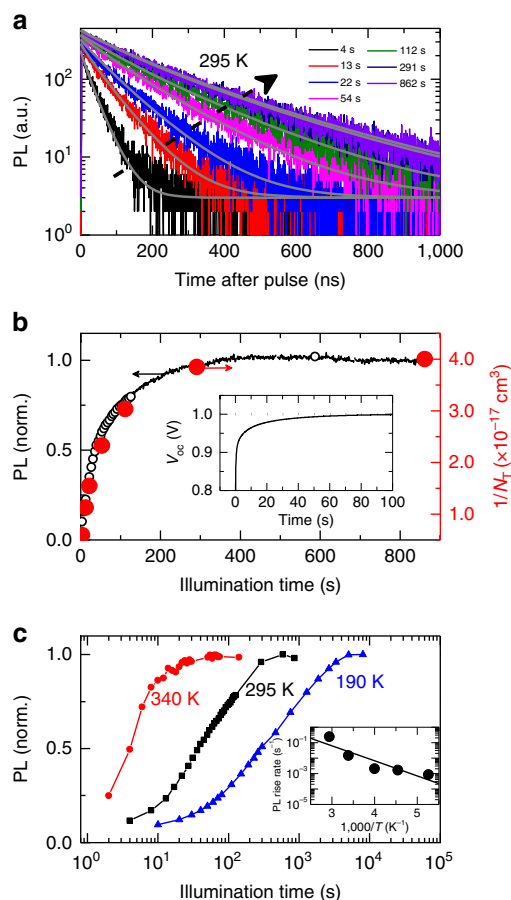 a
295 K
4 s
13 s
22 s
54 s
112 s
291 s
862 s
PL (a.u.)
10² 
10¹
10⁰
0 200 400 600 800 1,000
Time after pulse (ns)
b
PL (norm.)
1.0
0.5
0.0
0 200 400 600 800
Illumination time (s)
4.0
3.0
2.0
1.0
1/N_T (×10⁻¹⁷ cm³)
V_oc (V)
1.0
0.9
0.8
0 20 40 60 80 100
Time (s)
c
PL (norm.)
1.0
0.5
0.0
340 K
295 K
190 K
PL rise rate (s⁻¹)
10⁻¹
10⁻³
10⁻⁵
3 4 5
1,000/T (K⁻¹)
10⁰ 10¹ 10² 10³ 10⁴ 10⁵
Illumination time (s)